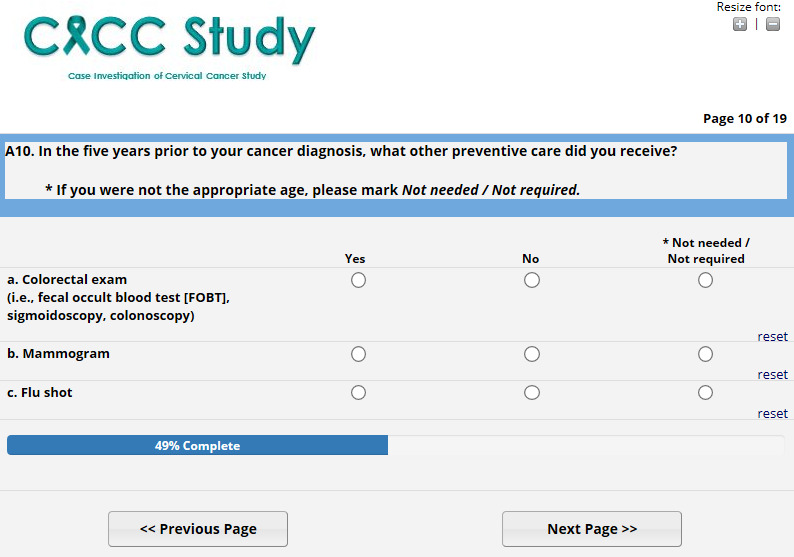 Resize font:
+ | -
CxCC Study
Case Investigation of Cervical Cancer Study
Page 10 of 19
A10. In the five years prior to your cancer diagnosis, what other preventive care did you receive?
* If you were not the appropriate age, please mark Not needed / Not required.
Yes
No
* Not needed /
Not required
a. Colorectal exam
(i.e., fecal occult blood test [FOBT],
sigmoidoscopy, colonoscopy)
reset
b. Mammogram
reset
c. Flu shot
reset
49% Complete
<< Previous Page
Next Page >>